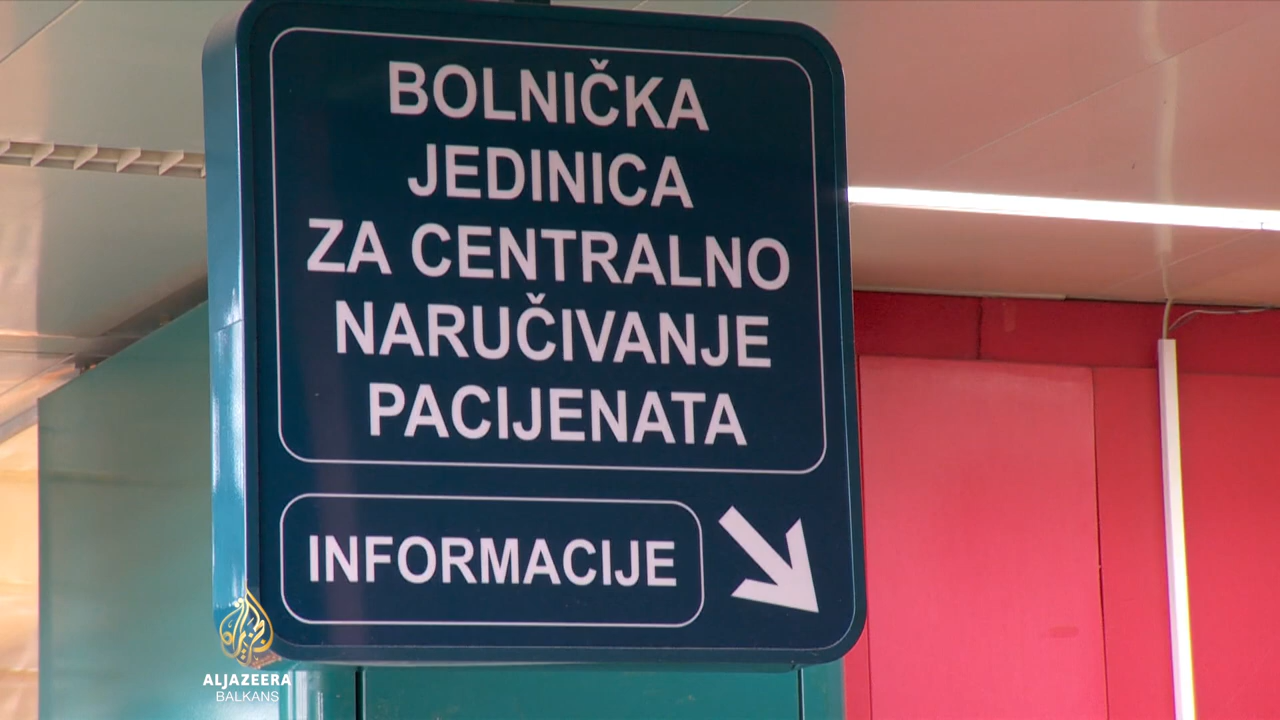 BOLNIČKA
JEDINICA
ZA CENTRALNO
NARUČIVANJE
PACIJENATA
INFORMACIJE
ALJAZEERA
BALKANS